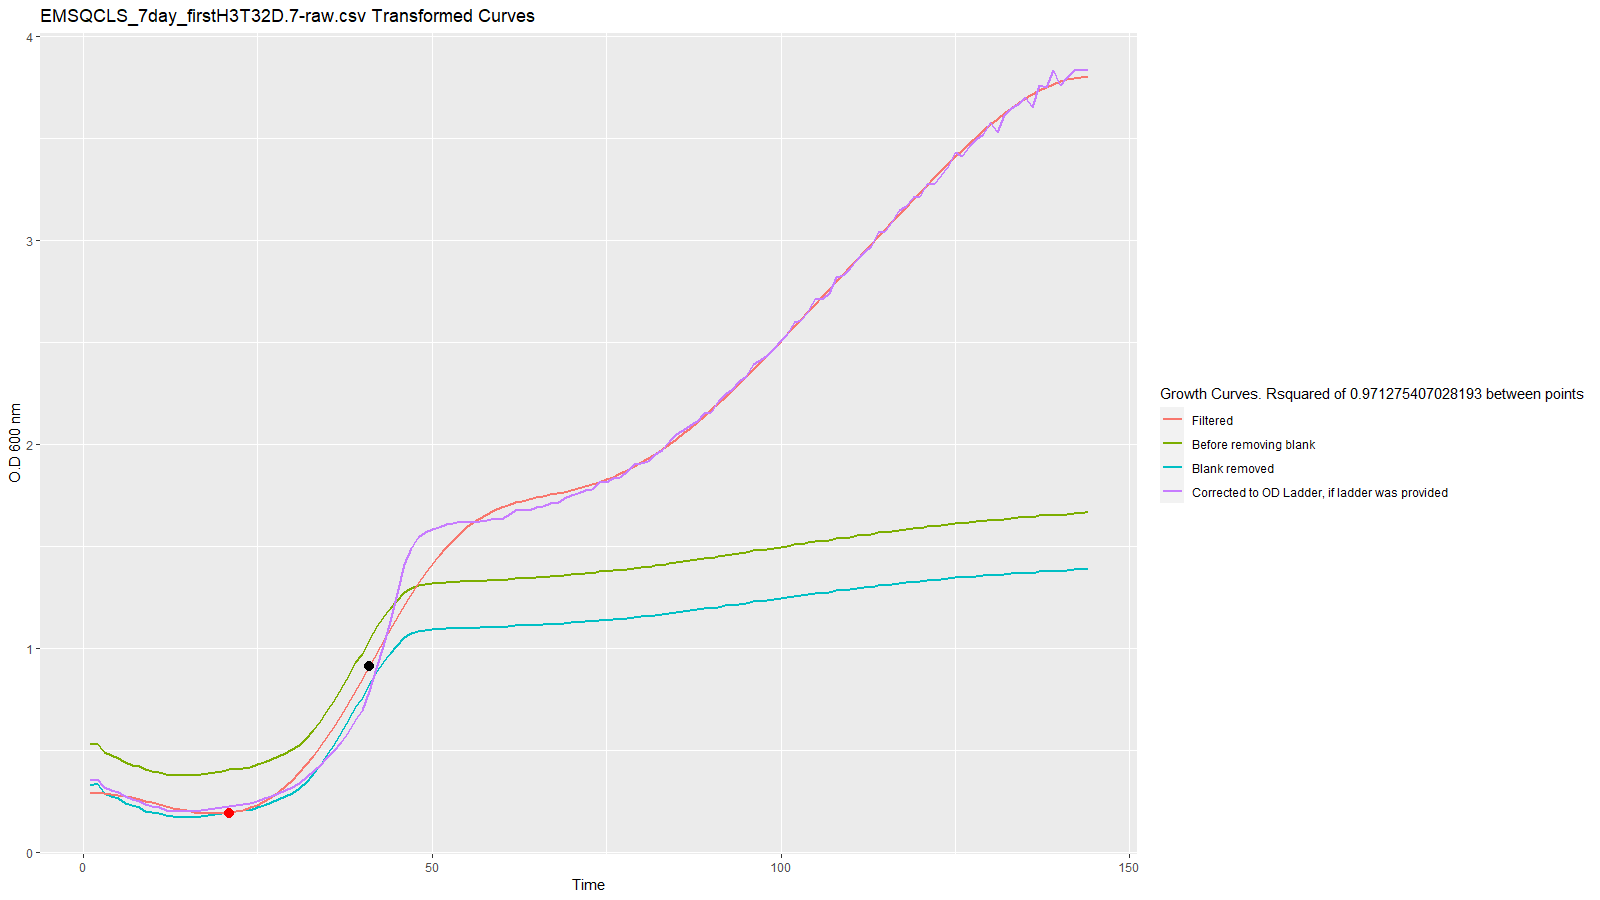 EMSQCLS_7day_firstH3T32D.7-raw.csv Transformed Curves
4
3
2
1
0
O.D 600 nm
0 50 100 150
Time
Growth Curves. Rsquared of 0.971275407028193 between points
Filtered
Before removing blank
Blank removed
Corrected to OD Ladder, if ladder was provided